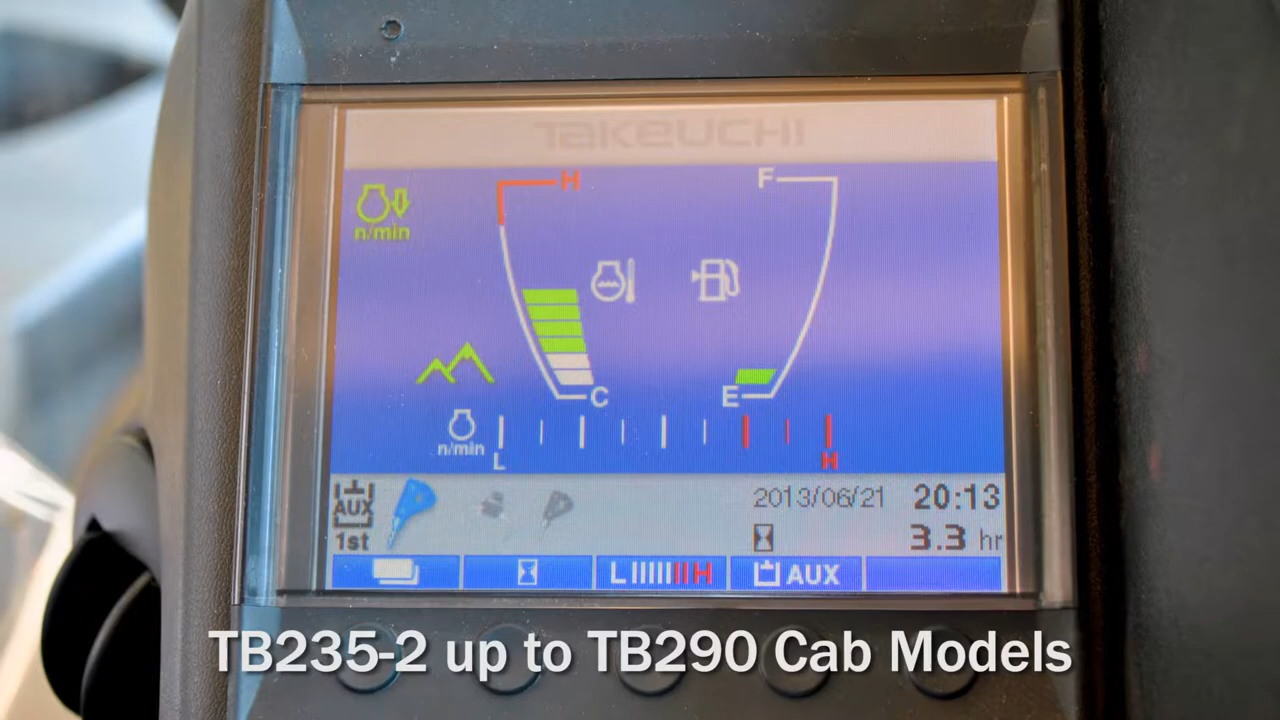 TAKEUCHI
H
F
n/min
C
E
n/min
L
H
AUX
1st
2013/06/21
20:13
3.3 hr
L H
AUX
TB235-2 up to TB290 Cab Models